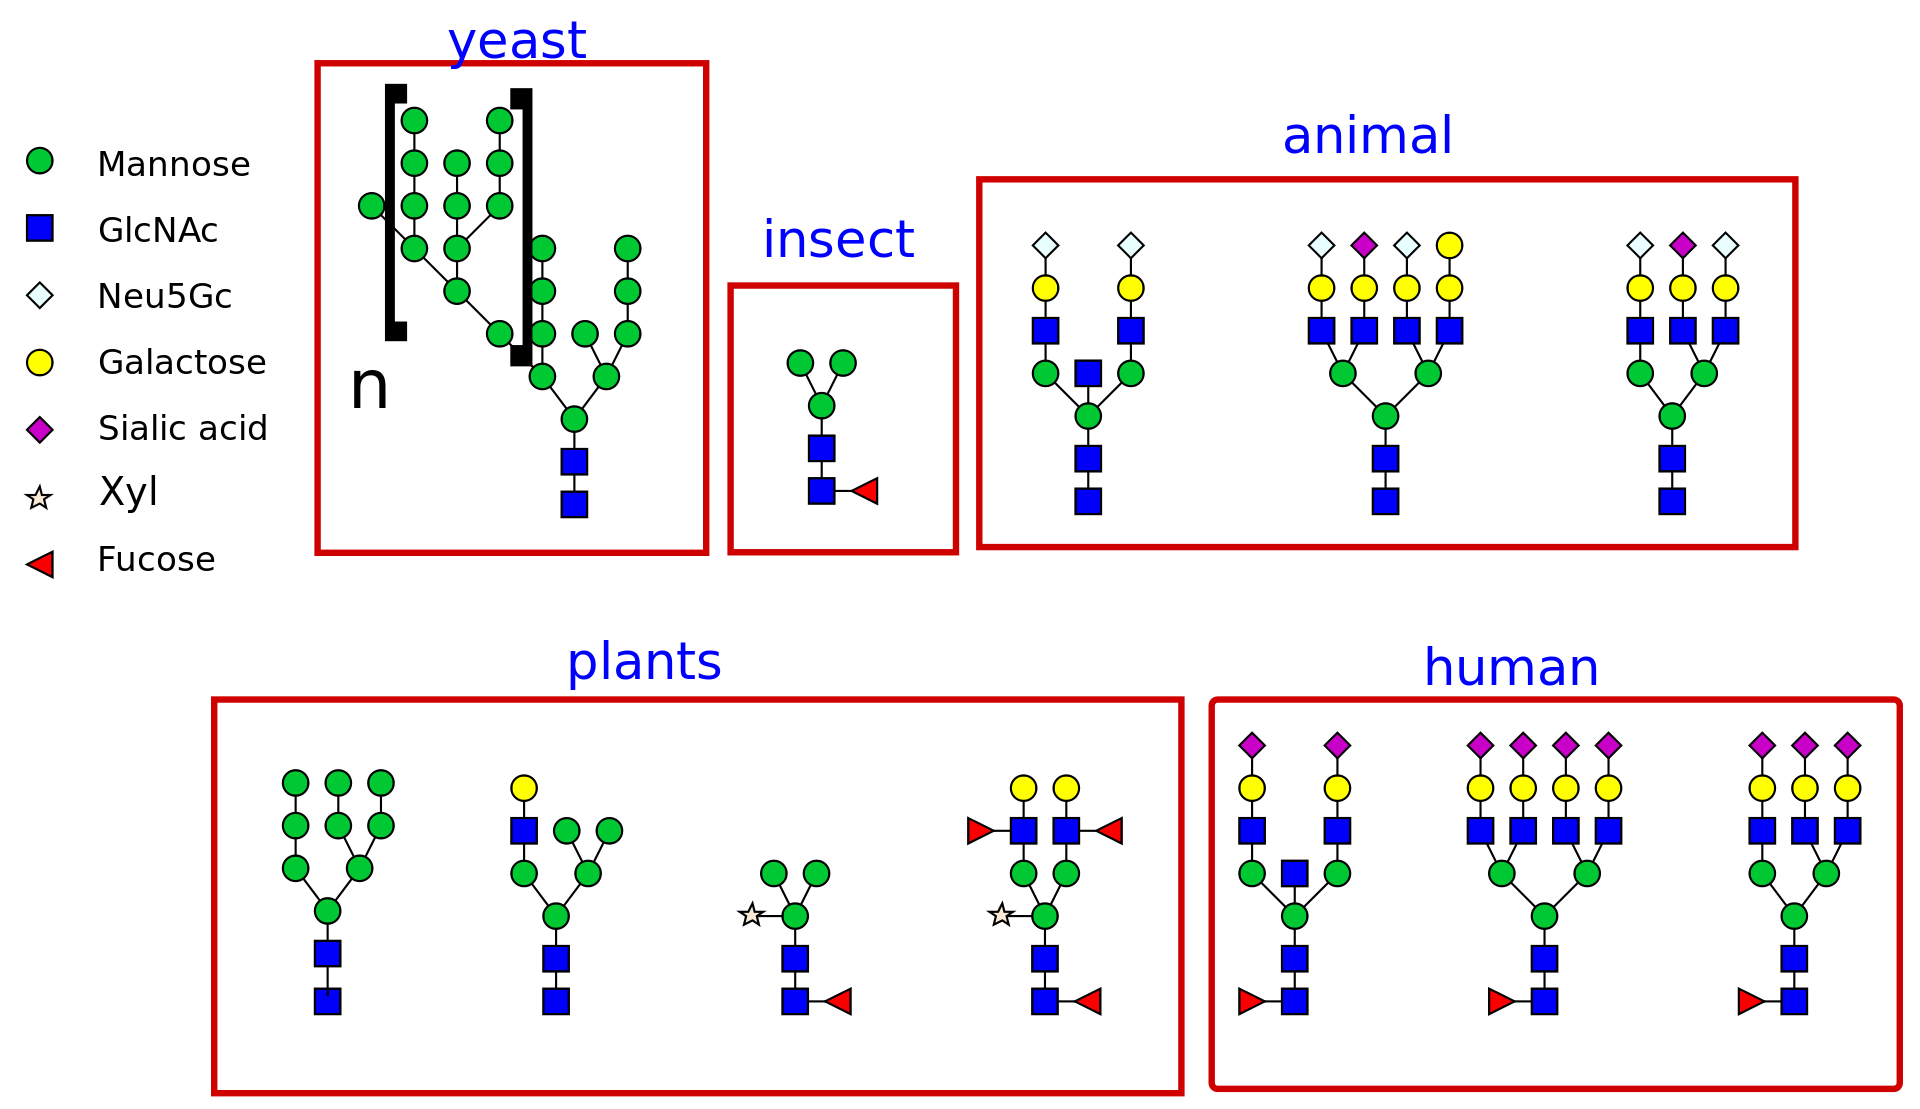 yeast
animal
Mannose
GlcNAc
insect
Neu5Gc
Galactose
n
Sialic acid
Xyl
Fucose
plants
human